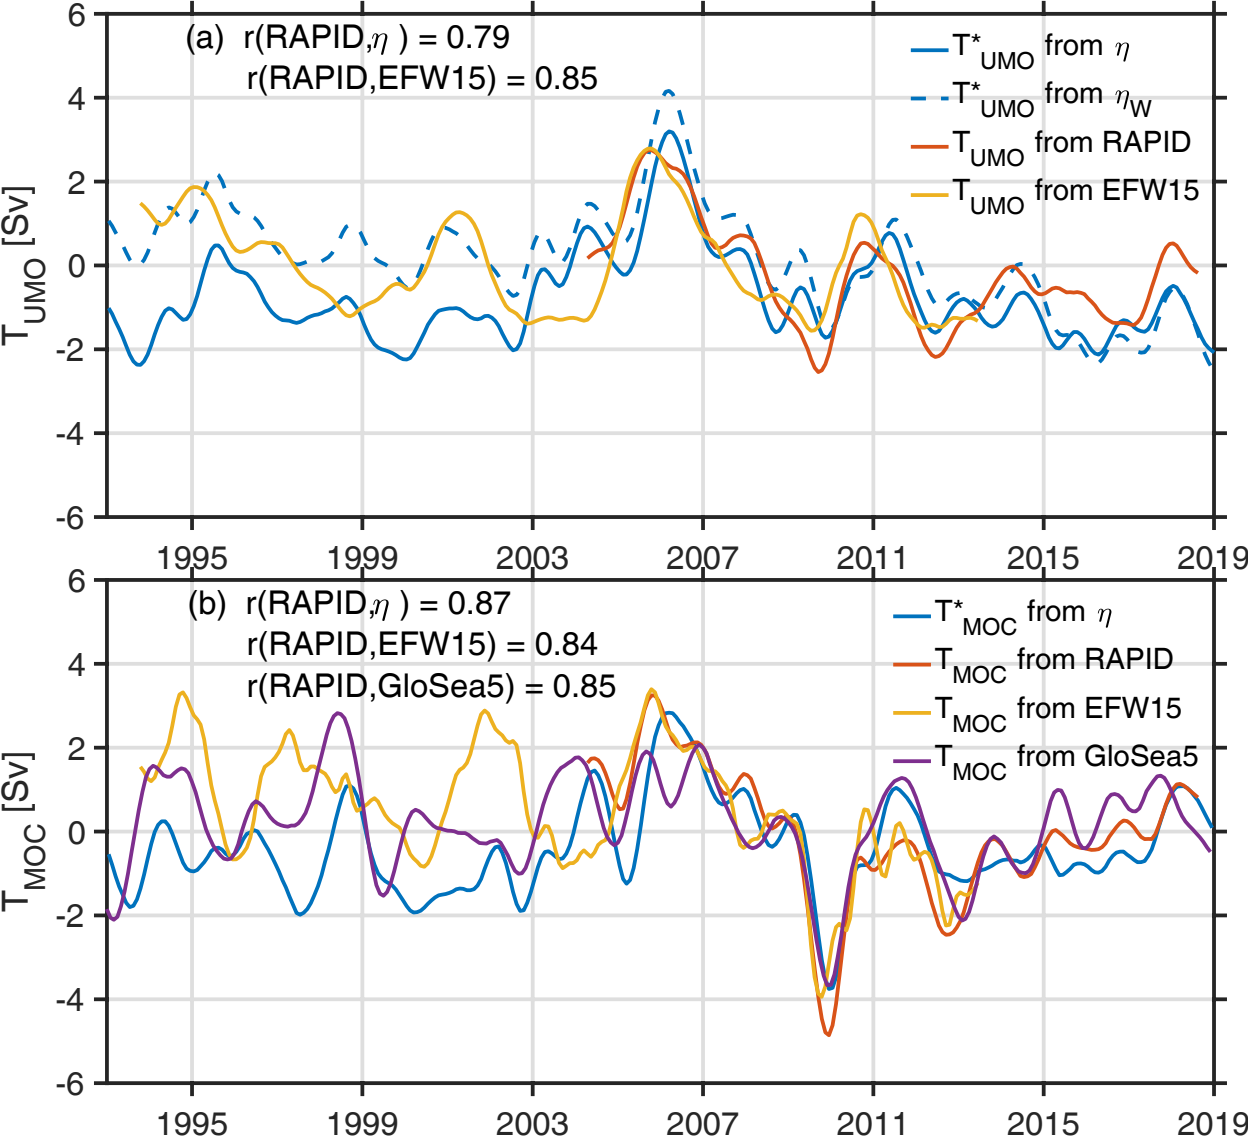 (a) r(RAPID,η ) = 0.79
r(RAPID,EFW15) = 0.85
T*UMO from η
T*UMO from ηW
TUMO from RAPID
TUMO from EFW15
TUMO [Sv]
6
4
2
0
-2
-4
-6
1995 1999 2003 2007 2011 2015 2019
(b) r(RAPID,η ) = 0.87
r(RAPID,EFW15) = 0.84
r(RAPID,GloSea5) = 0.85
T*MOC from η
TMOC from RAPID
TMOC from EFW15
TMOC from GloSea5
TMOC [Sv]
6
4
2
0
-2
-4
-6
1995 1999 2003 2007 2011 2015 2019